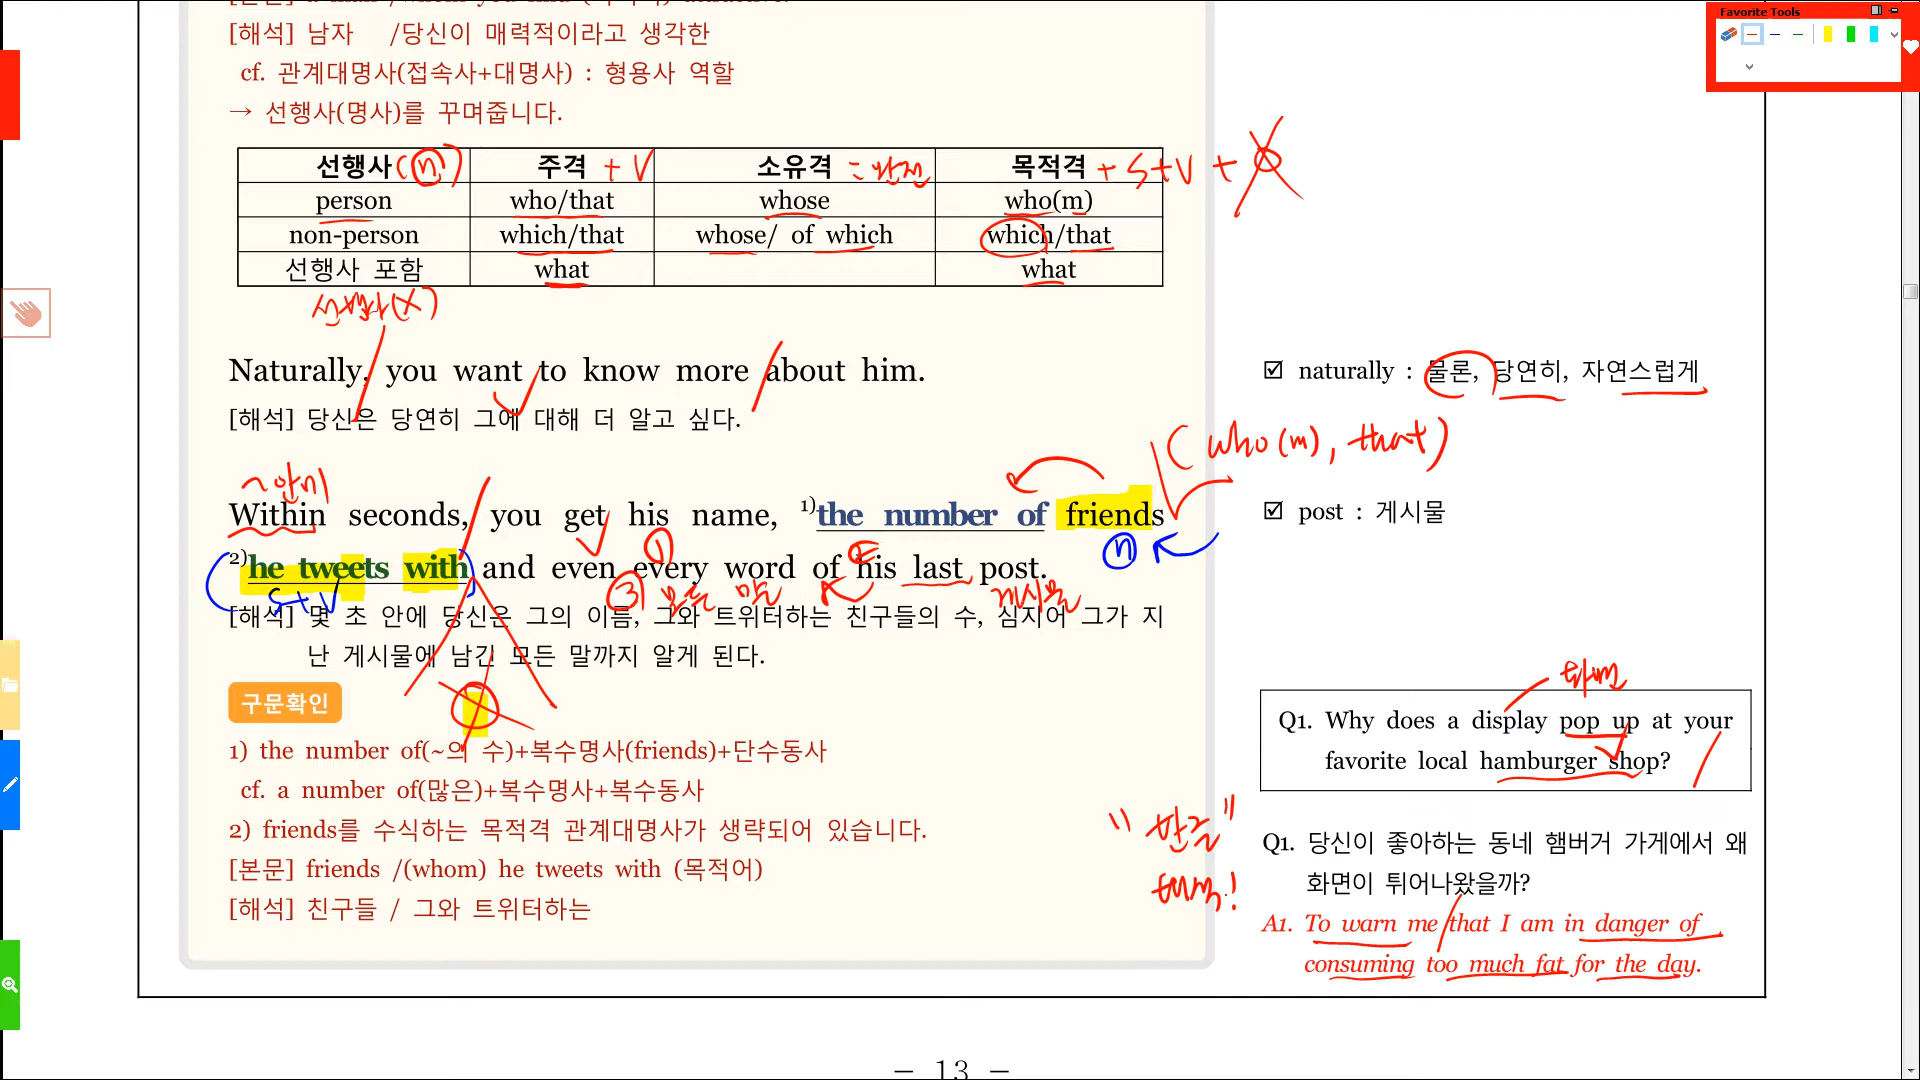 Favorite Tools
[해석] 남자 /당신이 매력적이라고 생각한
cf. 관계대명사(접속사+대명사) : 형용사 역할
→ 선행사(명사)를 꾸며줍니다.
선행사 (n) 주격 + V 소유격 : 완전 목적격 + S+V +
person who/that whose who(m)
non-person which/that whose/ of which which/that
선행사 포함 what what
선행사(X)
Naturally, you want to know more about him.
[해석] 당신은 당연히 그에 대해 더 알고 싶다.
☑ naturally : 물론, 당연히, 자연스럽게
(who(m), that)
~안에
Within seconds, you get his name, 1)the number of friends
☑ post : 게시물
n
2)he tweets with and even every word of his last post.
S+V ① ② ③ 모든 말 게시물
[해석] 몇 초 안에 당신은 그의 이름, 그와 트위터하는 친구들의 수, 심지어 그가 지
난 게시물에 남긴 모든 말까지 알게 된다.
구문확인
1) the number of(~의 수)+복수명사(friends)+단수동사
cf. a number of(많은)+복수명사+복수동사
2) friends를 수식하는 목적격 관계대명사가 생략되어 있습니다.
[본문] friends /(whom) he tweets with (목적어)
[해석] 친구들 / 그와 트위터하는
화면
Q1. Why does a display pop up at your
favorite local hamburger shop?
Q1. 당신이 좋아하는 동네 햄버거 가게에서 왜
화면이 튀어나왔을까?
A1. To warn me that I am in danger of
consuming too much fat for the day.
- 13 -